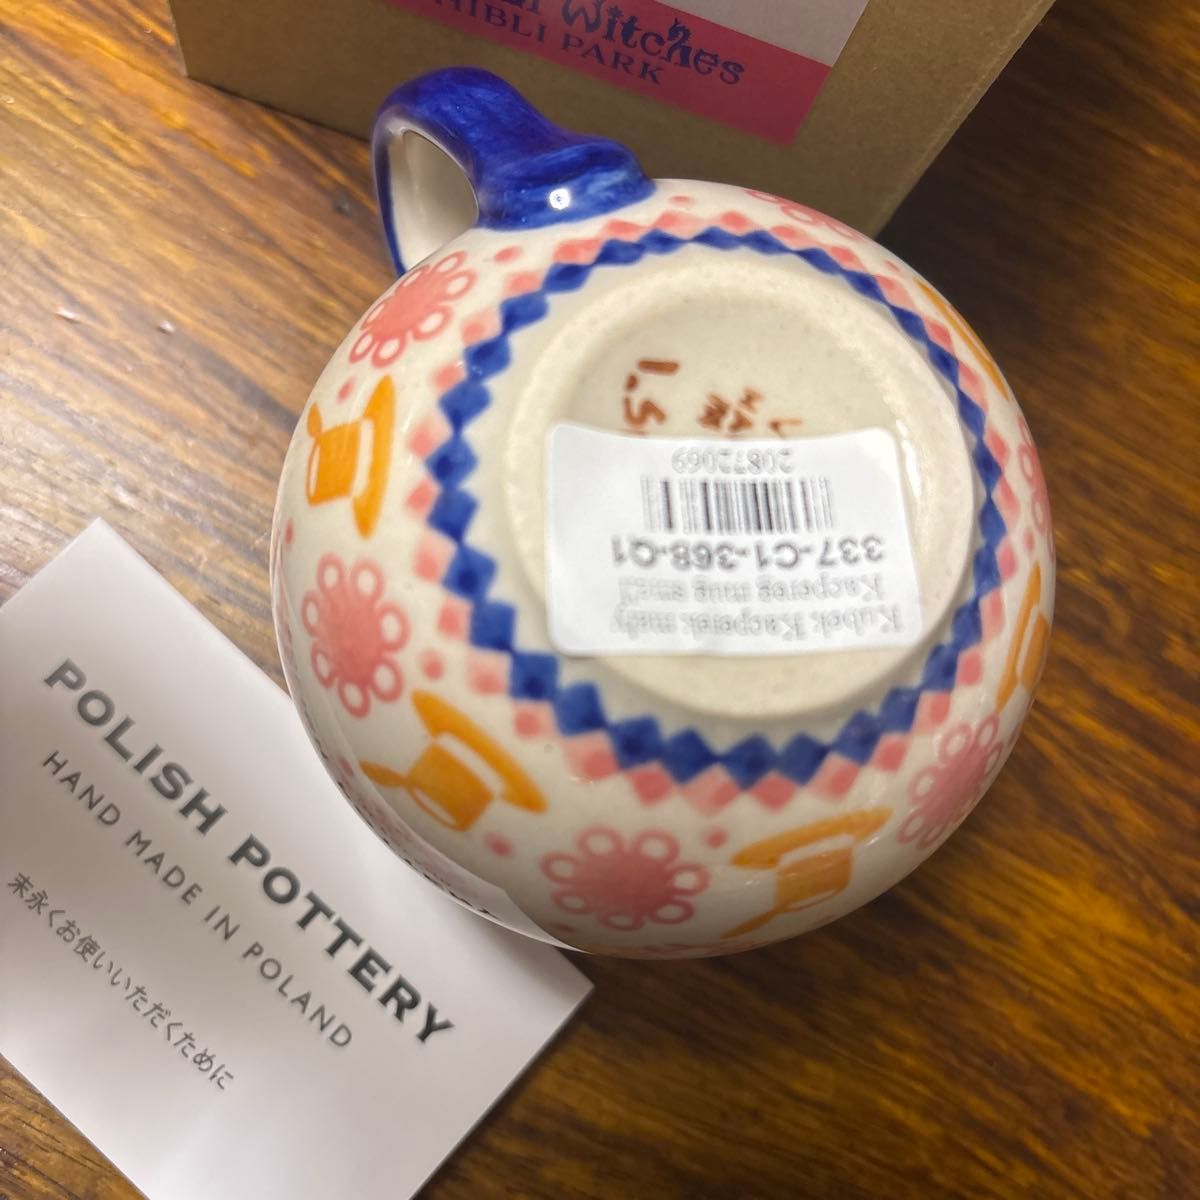 Witches
GHIBLI PARK
20872069
337-C1-368-Q1
Kacperek mug small
Kubek Kacperek mały
POLISH POTTERY
HAND MADE IN POLAND
末永くお使いいただくために